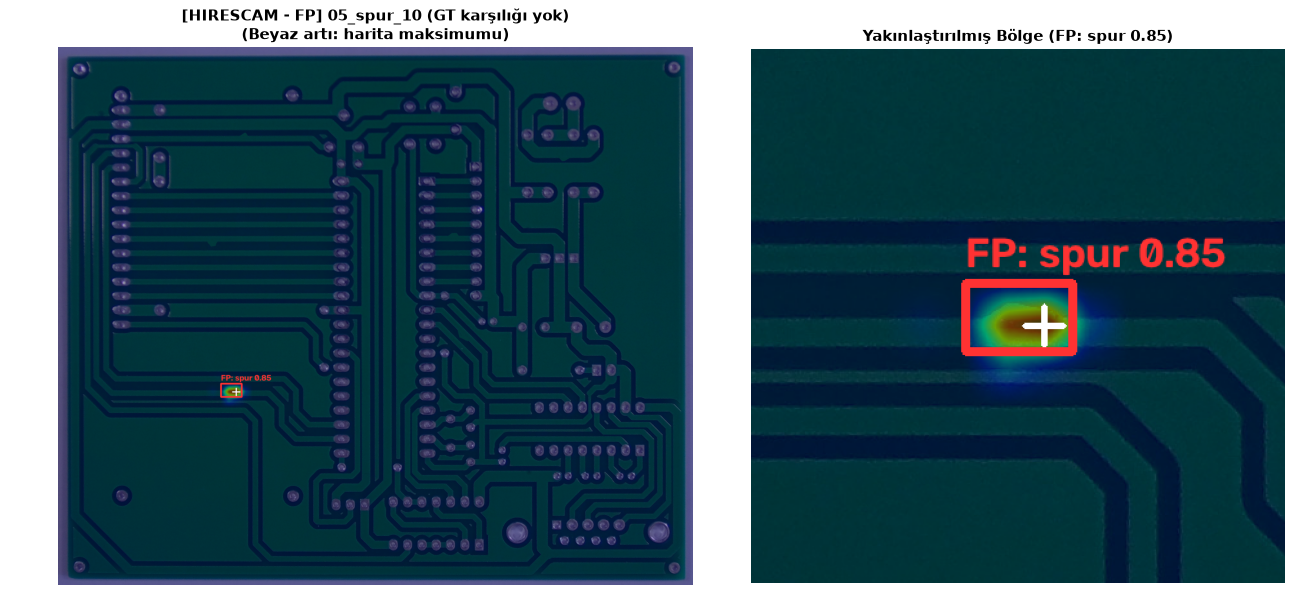 [HIRESCAM - FP] 05_spur_10 (GT karşılığı yok)
(Beyaz artı: harita maksimumu)
FP: spur 0.85
Yakınlaştırılmış Bölge (FP: spur 0.85)
FP: spur 0.85